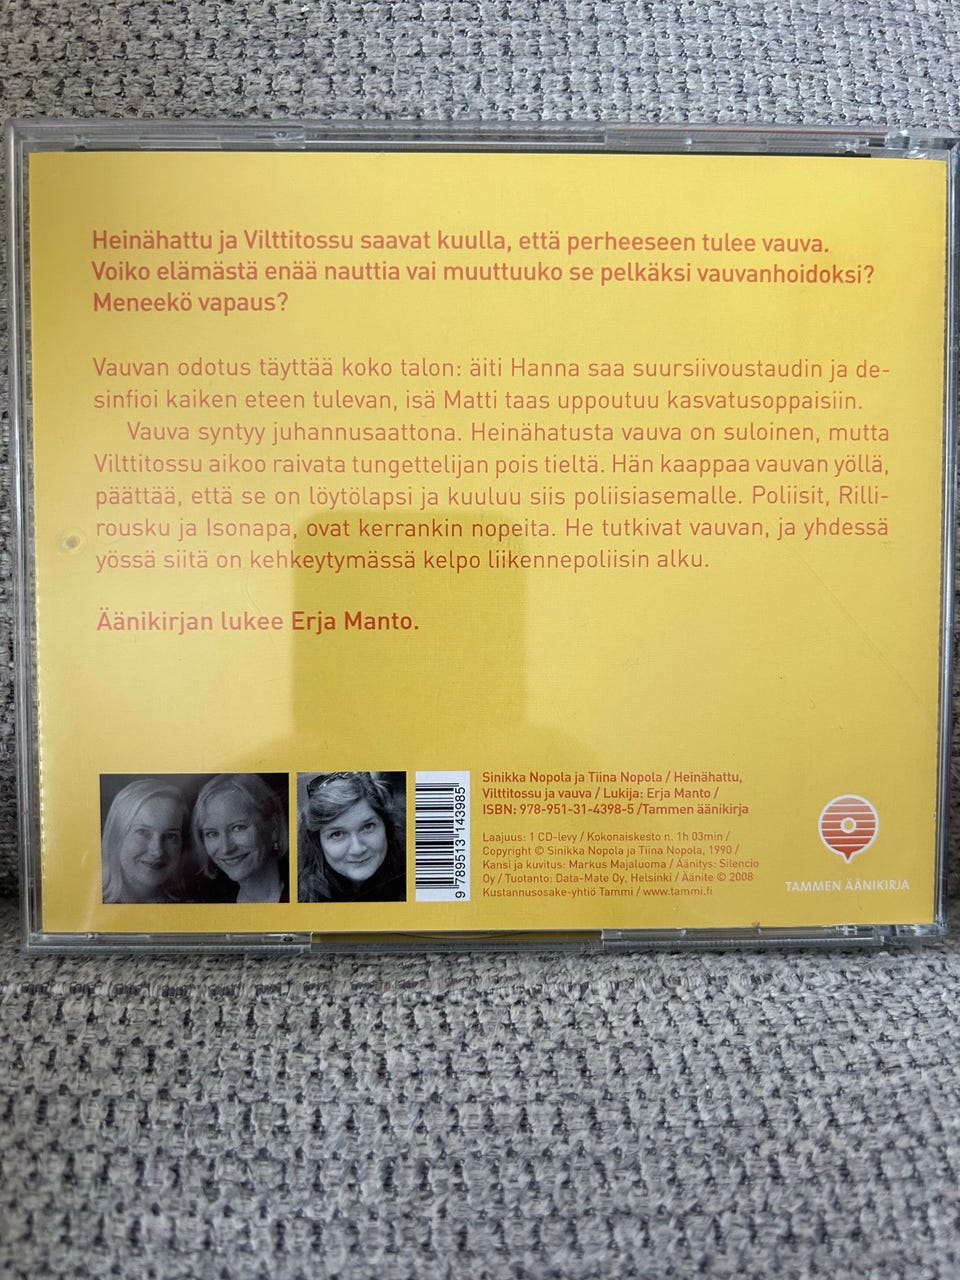 Heinähattu ja Vilttitossu saavat kuulla, että perheeseen tulee vauva.
Voiko elämästä enää nauttia vai muuttuuko se pelkäksi vauvanhoidoksi?
Meneekö vapaus?
Vauvan odotus täyttää koko talon: äiti Hanna saa suursiivoustaudin ja de-
sinfioi kaiken eteen tulevan, isä Matti taas uppoutuu kasvatusoppaisiin.
Vauva syntyy juhannusaattona. Heinähatusta vauva on suloinen, mutta
Vilttitossu aikoo raivata tungettelijan pois tieltä. Hän kaappaa vauvan yöllä,
päättää, että se on löytölapsi ja kuuluu siis poliisiasemalle. Poliisit, Rilli-
rousku ja Isonapa, ovat kerrankin nopeita. He tutkivat vauvan, ja yhdessä
yössä siitä on kehkeytymässä kelpo liikennepoliisin alku.
Äänikirjan lukee Erja Manto.
9 789513 143985
Sinikka Nopola ja Tiina Nopola / Heinähattu,
Vilttitossu ja vauva / Lukija: Erja Manto /
ISBN: 978-951-31-4398-5 /Tammen äänikirja
Laajuus: 1 CD-levy / Kokonaiskesto n. 1h 03min /
Copyright © Sinikka Nopola ja Tiina Nopola, 1990 /
Kansi ja kuvitus: Markus Majaluoma / Äänitys: Silencio
Oy / Tuotanto: Data-Mate Oy, Helsinki / Äänite © 2008
Kustannusosake-yhtiö Tammi / www.tammi.fi
TAMMEN ÄÄNIKIRJA